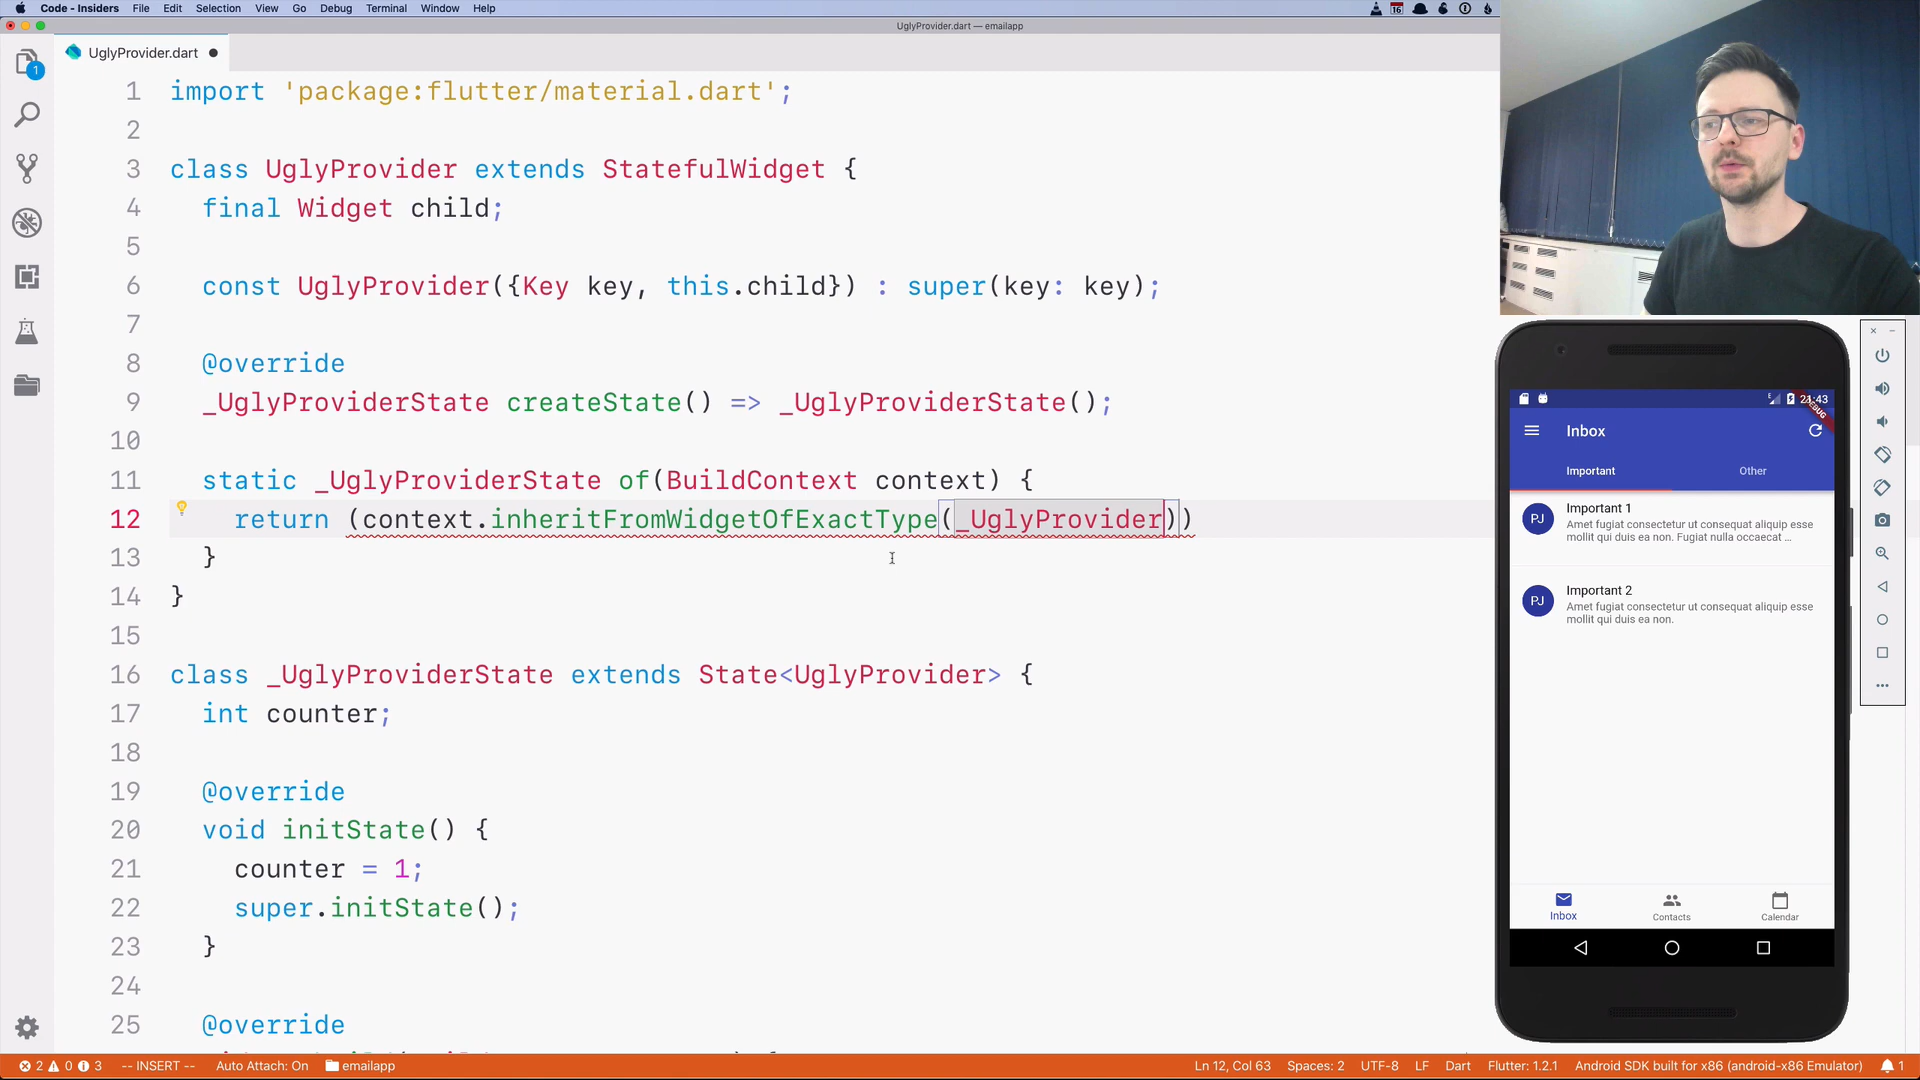 Code - Insiders File Edit Selection View Go Debug Terminal Window Help
16
UglyProvider.dart — emailapp
UglyProvider.dart
1
1 import 'package:flutter/material.dart';
2
3 class UglyProvider extends StatefulWidget {
4 final Widget child;
5
6 const UglyProvider({Key key, this.child}) : super(key: key);
7
8 @override
9 _UglyProviderState createState() => _UglyProviderState();
10
11 static _UglyProviderState of(BuildContext context) {
12 return (context.inheritFromWidgetOfExactType(_UglyProvider))
13 }
14 }
15
16 class _UglyProviderState extends State<UglyProvider> {
17 int counter;
18
19 @override
20 void initState() {
21 counter = 1;
22 super.initState();
23 }
24
25 @override
2 0 3 -- INSERT -- Auto Attach: On emailapp Ln 12, Col 63 Spaces: 2 UTF-8 LF Dart Flutter: 1.2.1 Android SDK built for x86 (android-x86 Emulator) 1
21:43
DEBUG
Inbox
Important Other
PJ
Important 1
Amet fugiat consectetur ut consequat aliquip esse
mollit qui duis ea non. Fugiat nulla occaecat ...
PJ
Important 2
Amet fugiat consectetur ut consequat aliquip esse
mollit qui duis ea non.
Inbox Contacts Calendar